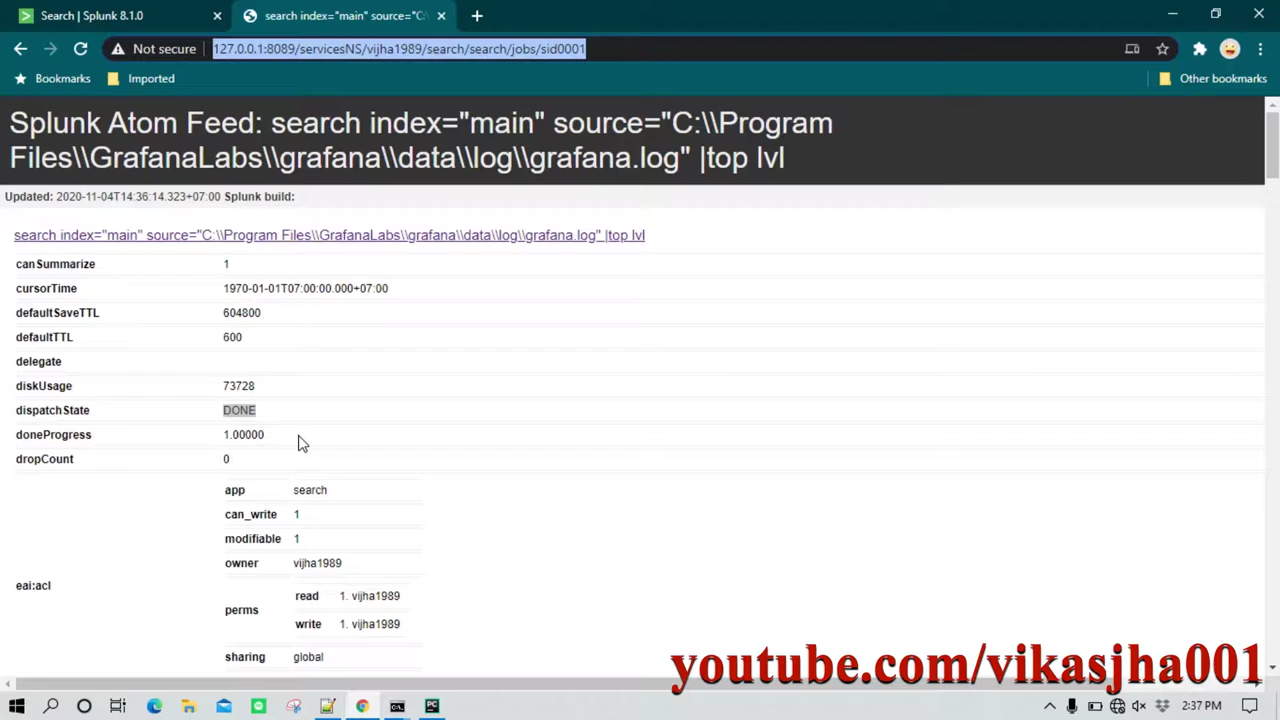 Search | Splunk 8.1.0
search index="main" source="C:
Not secure
127.0.0.1:8089/servicesNS/vijha1989/search/search/jobs/sid0001
Bookmarks
Imported
Other bookmarks
Splunk Atom Feed: search index="main" source="C:\\Program
Files\\GrafanaLabs\\grafana\\data\\log\\grafana.log" |top lvl
Updated: 2020-11-04T14:36:14.323+07:00 Splunk build:
search index="main" source="C:\\Program Files\\GrafanaLabs\\grafana\\data\\log\\grafana.log" |top lvl
canSummarize 1
cursorTime 1970-01-01T07:00:00.000+07:00
defaultSaveTTL 604800
defaultTTL 600
delegate
diskUsage 73728
dispatchState DONE
doneProgress 1.00000
dropCount 0
app search
can_write 1
modifiable 1
owner vijha1989
eai:acl
read 1. vijha1989
perms
write 1. vijha1989
sharing global
youtube.com/vikasjha001
2:37 PM